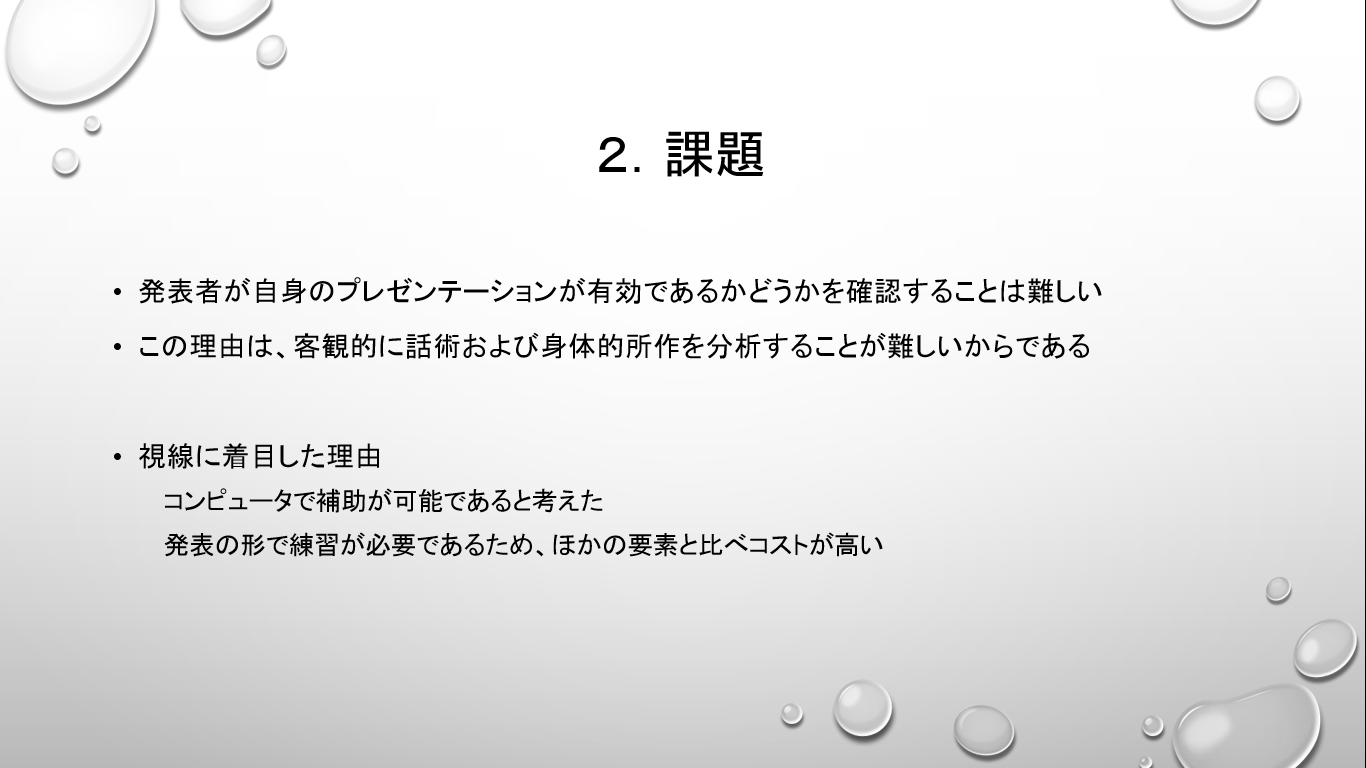 ２．課題
• 発表者が自身のプレゼンテーションが有効であるかどうかを確認することは難しい
• この理由は、客観的に話術および身体的所作を分析することが難しいからである
• 視線に着目した理由
コンピュータで補助が可能であると考えた
発表の形で練習が必要であるため、ほかの要素と比べコストが高い